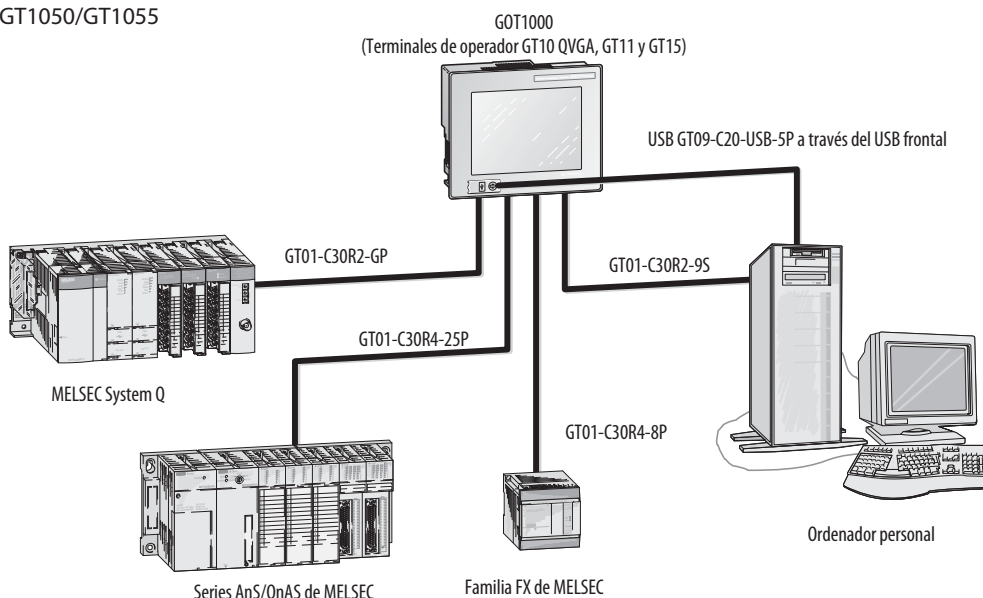 GT1050/GT1055
GOT1000
(Terminales de operador GT10 QVGA, GT11 y GT15)
USB GT09-C20-USB-5P a través del USB frontal
GT01-C30R2-GP
GT01-C30R2-9S
GT01-C30R4-25P
MELSEC System Q
GT01-C30R4-8P
Ordenador personal
Series AnS/QnAS de MELSEC
Familia FX de MELSEC